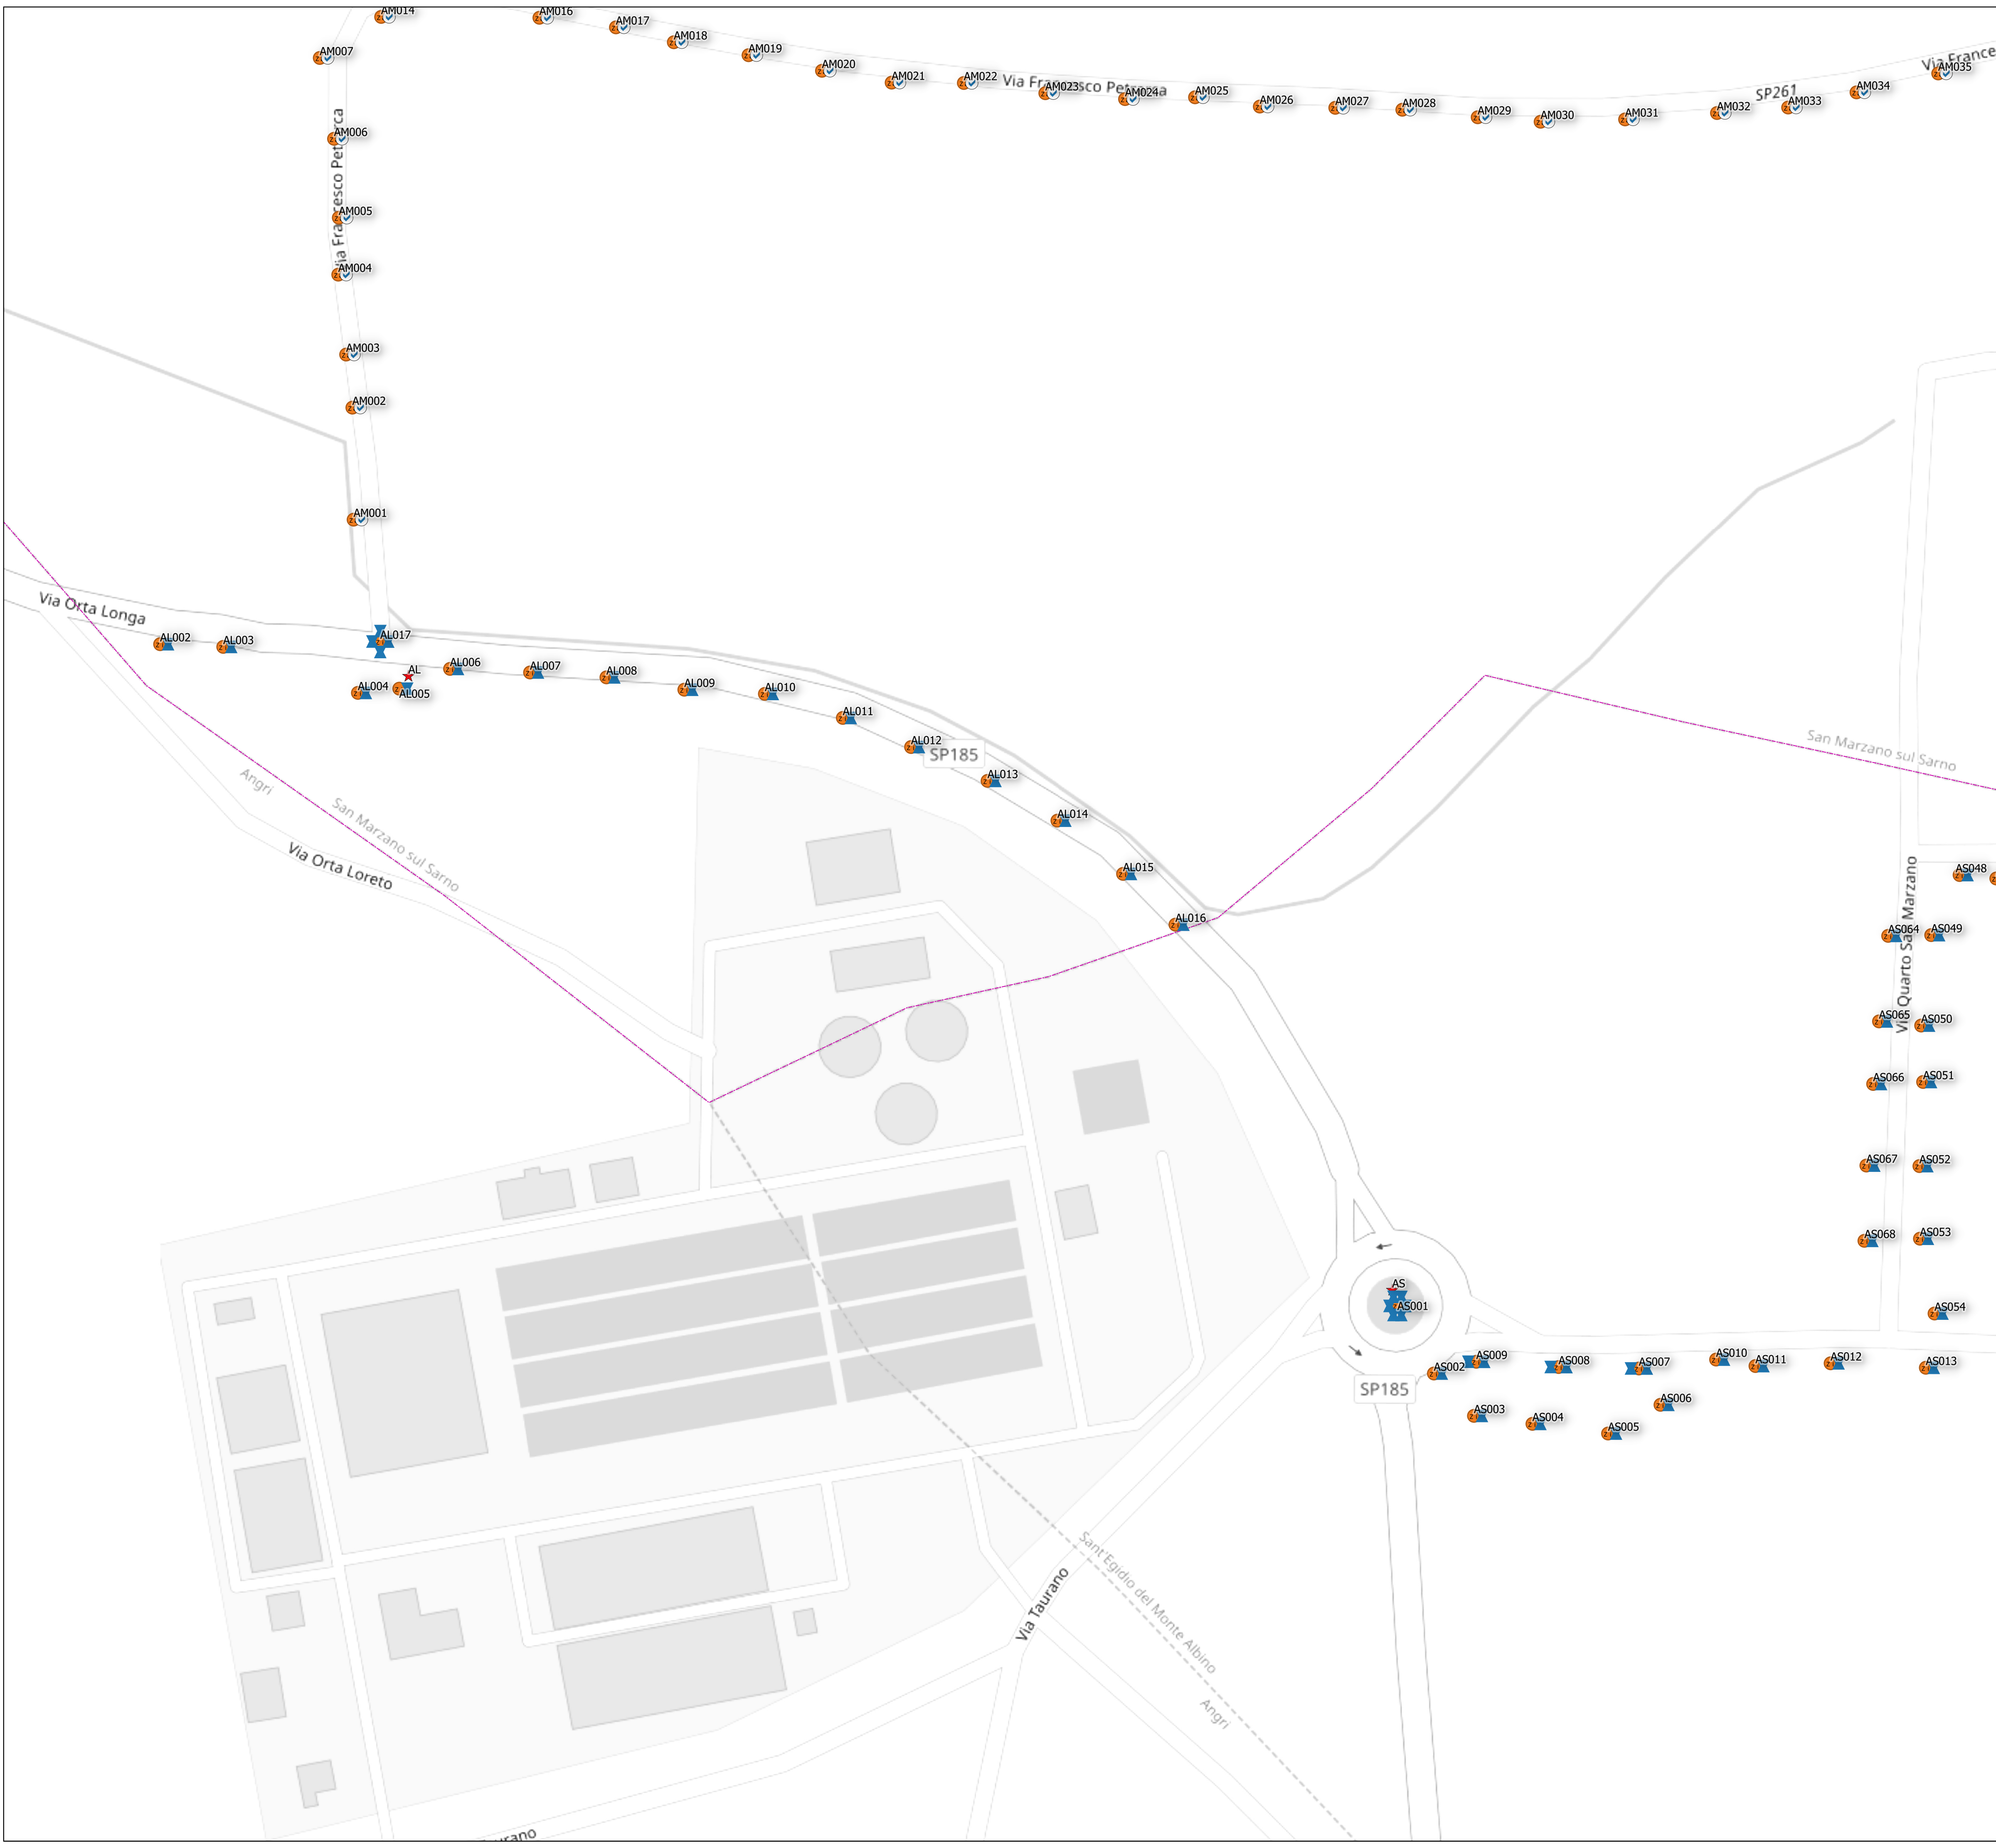 AM014
AM016
AM017
AM018
AM007
AM019
AM020
AM021
AM022
Via Francesco Petrarca
AM023
AM024
AM025
AM026
AM027
AM028
AM029
AM030
AM031
AM032
SP261
AM033
AM034
AM035
AM006
Via Francesco Petrarca
AM005
AM004
AM003
AM002
AM001
Via Orta Longa
AL002
AL003
AL017
AL
AL004
AL005
AL006
AL007
AL008
AL009
AL010
AL011
AL012
SP185
AL013
AL014
AL015
AL016
San Marzano sul Sarno
Angri
San Marzano sul Sarno
Via Orta Loreto
AS048
AS064
AS049
Via Quarto San Marzano
AS065
AS050
AS066
AS051
AS067
AS052
AS068
AS053
AS
AS001
AS054
AS002
AS009
AS008
AS007
AS010
AS011
AS012
AS013
SP185
AS003
AS004
AS005
AS006
Via Taurano
Sant'Egidio del Monte Albino
Angri